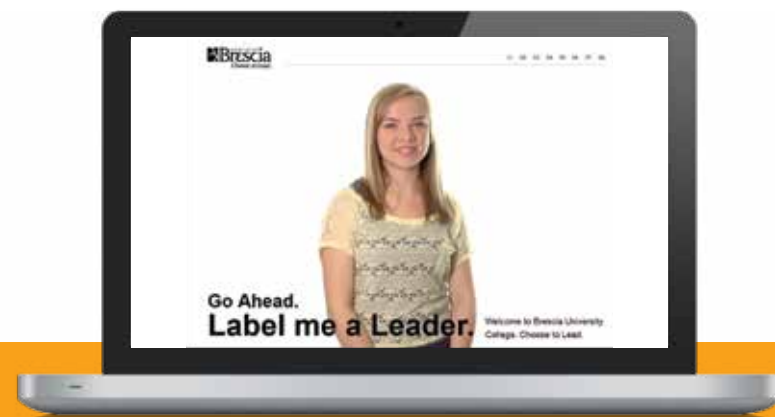 Brescia
Go Ahead.
Label me a Leader.
Welcome to Brescia University
College. Choose to Lead.